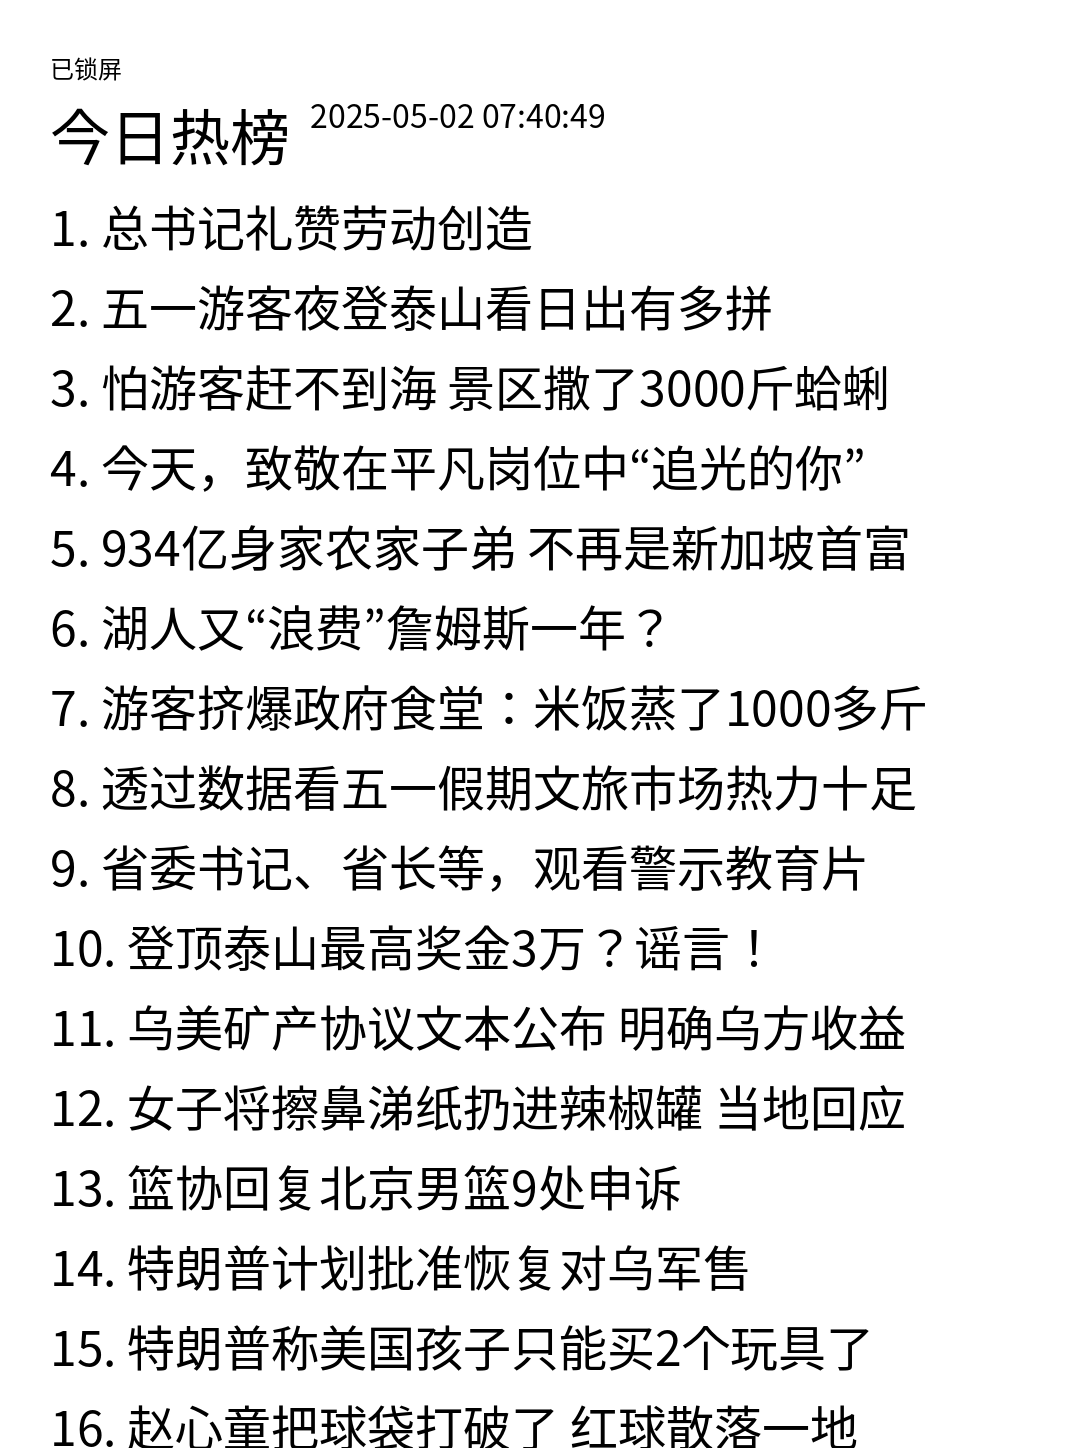 已锁屏
今日热榜 2025-05-02 07:40:49
1. 总书记礼赞劳动创造
2. 五一游客夜登泰山看日出有多拼
3. 怕游客赶不到海 景区撒了3000斤蛤蜊
4. 今天，致敬在平凡岗位中“追光的你”
5. 934亿身家农家子弟 不再是新加坡首富
6. 湖人又“浪费”詹姆斯一年？
7. 游客挤爆政府食堂：米饭蒸了1000多斤
8. 透过数据看五一假期文旅市场热力十足
9. 省委书记、省长等，观看警示教育片
10. 登顶泰山最高奖金3万？谣言！
11. 乌美矿产协议文本公布 明确乌方收益
12. 女子将擦鼻涕纸扔进辣椒罐 当地回应
13. 篮协回复北京男篮9处申诉
14. 特朗普计划批准恢复对乌军售
15. 特朗普称美国孩子只能买2个玩具了
16. 赵心童把球袋打破了 红球散落一地